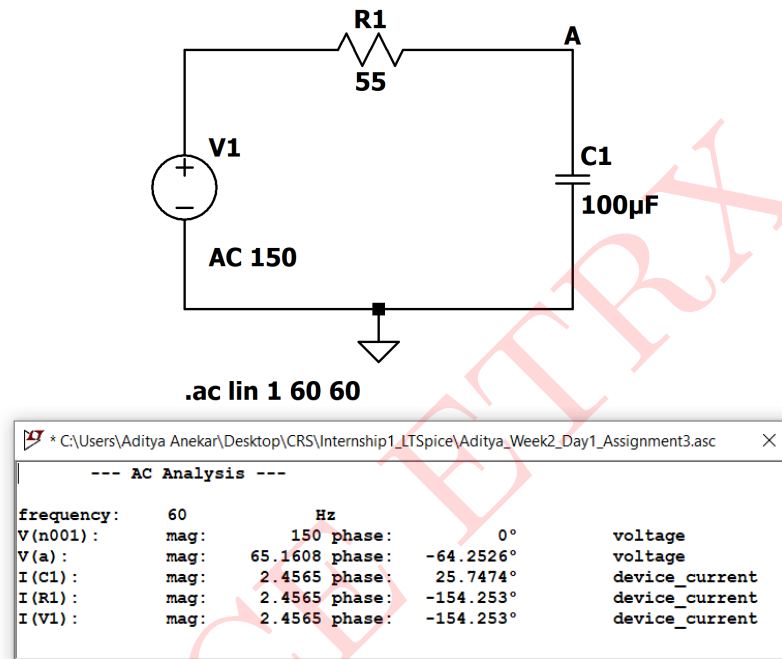 R1
A
55
V1
C1
100µF
AC 150
.ac lin 1 60 60
* C:\Users\Aditya Anekar\Desktop\CRS\Internship1_LTSpice\Aditya_Week2_Day1_Assignment3.asc
--- AC Analysis ---
frequency: 60 Hz
V(n001): mag: 150 phase: 0° voltage
V(a): mag: 65.1608 phase: -64.2526° voltage
I(C1): mag: 2.4565 phase: 25.7474° device_current
I(R1): mag: 2.4565 phase: -154.253° device_current
I(V1): mag: 2.4565 phase: -154.253° device_current
CE ETRX